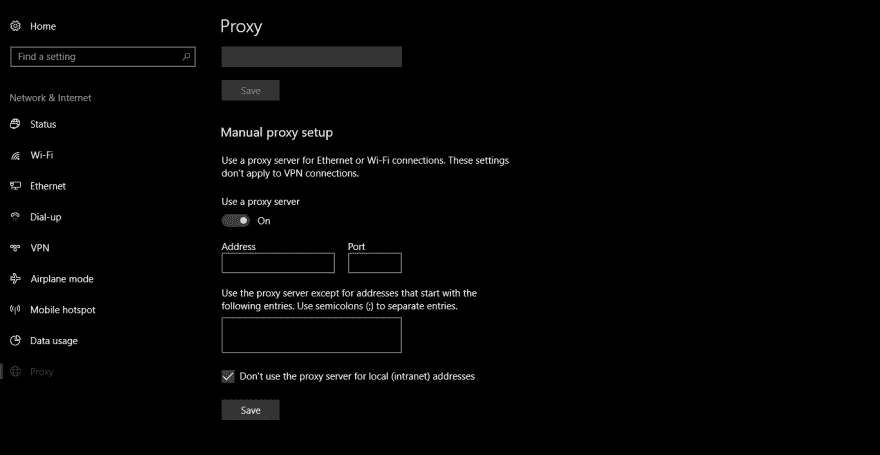 Home
Find a setting
Network & Internet
Status
Wi-Fi
Ethernet
Dial-up
VPN
Airplane mode
Mobile hotspot
Data usage
Proxy
Proxy
Save
Manual proxy setup
Use a proxy server for Ethernet or Wi-Fi connections. These settings
don't apply to VPN connections.
Use a proxy server
On
Address Port
Use the proxy server except for addresses that start with the
following entries. Use semicolons (;) to separate entries.
Don't use the proxy server for local (intranet) addresses
Save